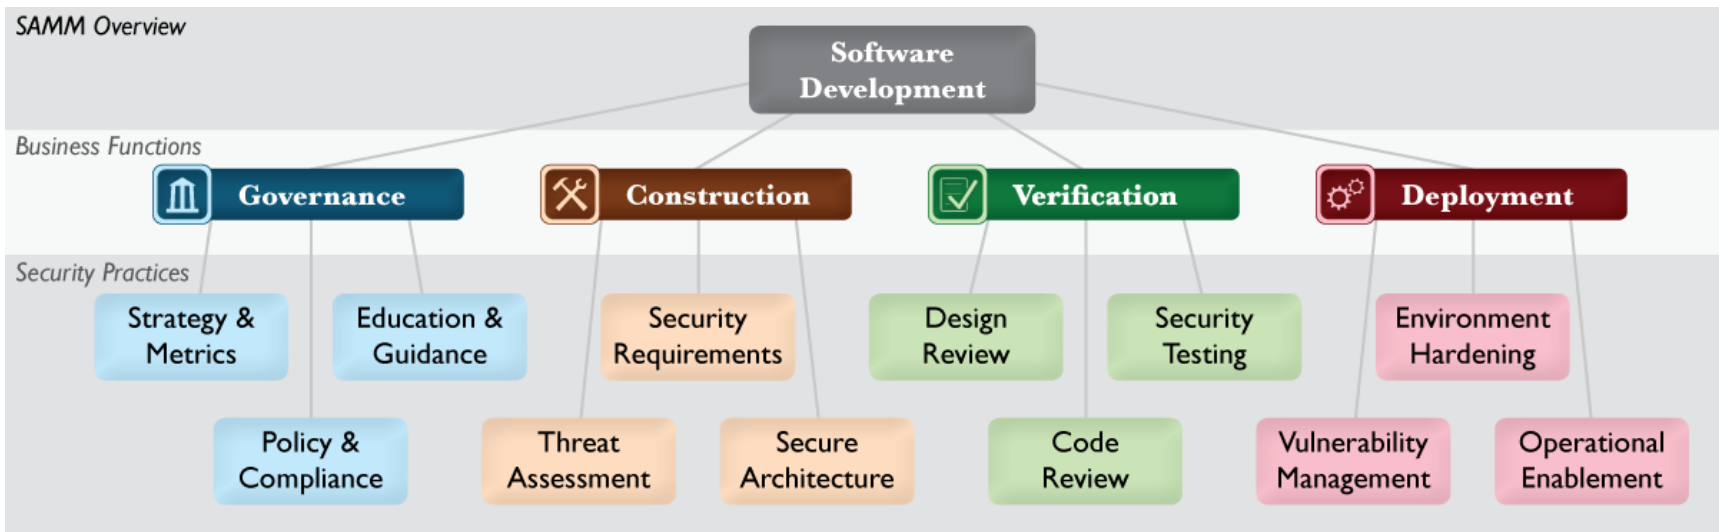 SAMM Overview
Software
Development
Business Functions
Governance
Construction
Verification
Deployment
Security Practices
Strategy &
Metrics
Education &
Guidance
Security
Requirements
Design
Review
Security
Testing
Environment
Hardening
Policy &
Compliance
Threat
Assessment
Secure
Architecture
Code
Review
Vulnerability
Management
Operational
Enablement